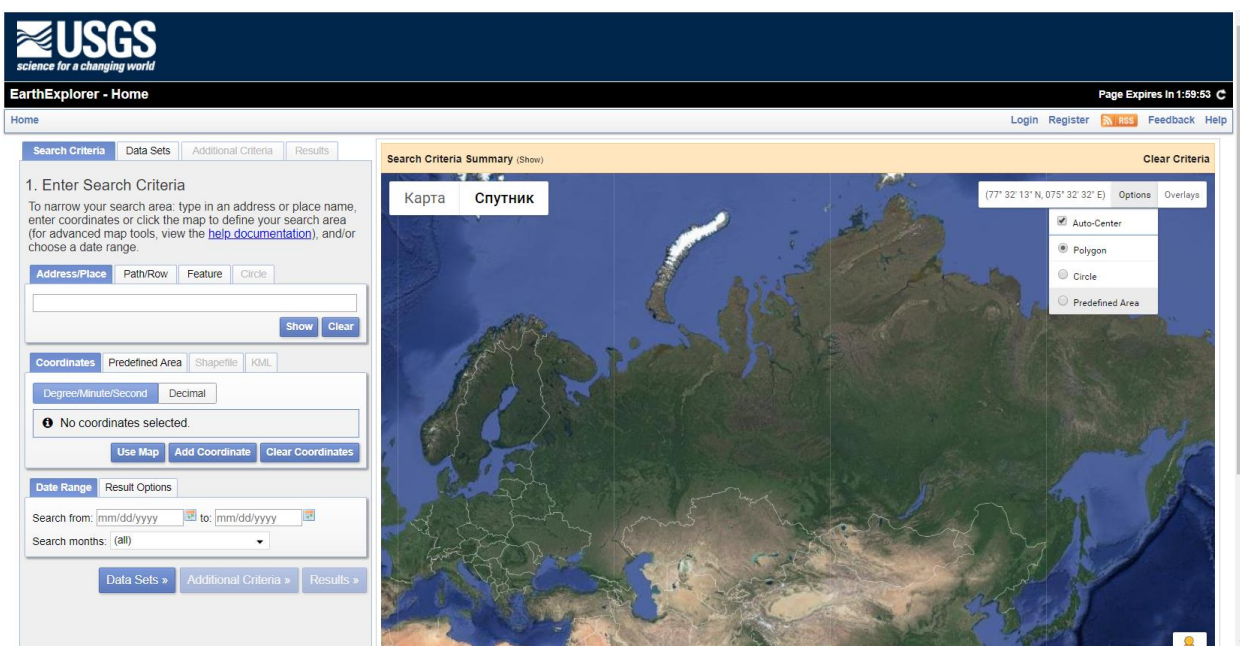 USGS
science for a changing world
EarthExplorer - Home
Page Expires In 1:59:53
Home
Login Register RSS Feedback Help
Search Criteria Data Sets Additional Criteria Results
1. Enter Search Criteria
To narrow your search area: type in an address or place name,
enter coordinates or click the map to define your search area
(for advanced map tools, view the help documentation), and/or
choose a date range.
Address/Place Path/Row Feature Circle
Show Clear
Coordinates Predefined Area Shapefile KML
Degree/Minute/Second Decimal
No coordinates selected.
Use Map Add Coordinate Clear Coordinates
Date Range Result Options
Search from: mm/dd/yyyy to: mm/dd/yyyy
Search months: (all)
Data Sets » Additional Criteria » Results »
Search Criteria Summary (Show)
Clear Criteria
Карта Спутник
(77° 32' 13" N, 075° 32' 32" E) Options Overlays
Auto-Center
Polygon
Circle
Predefined Area